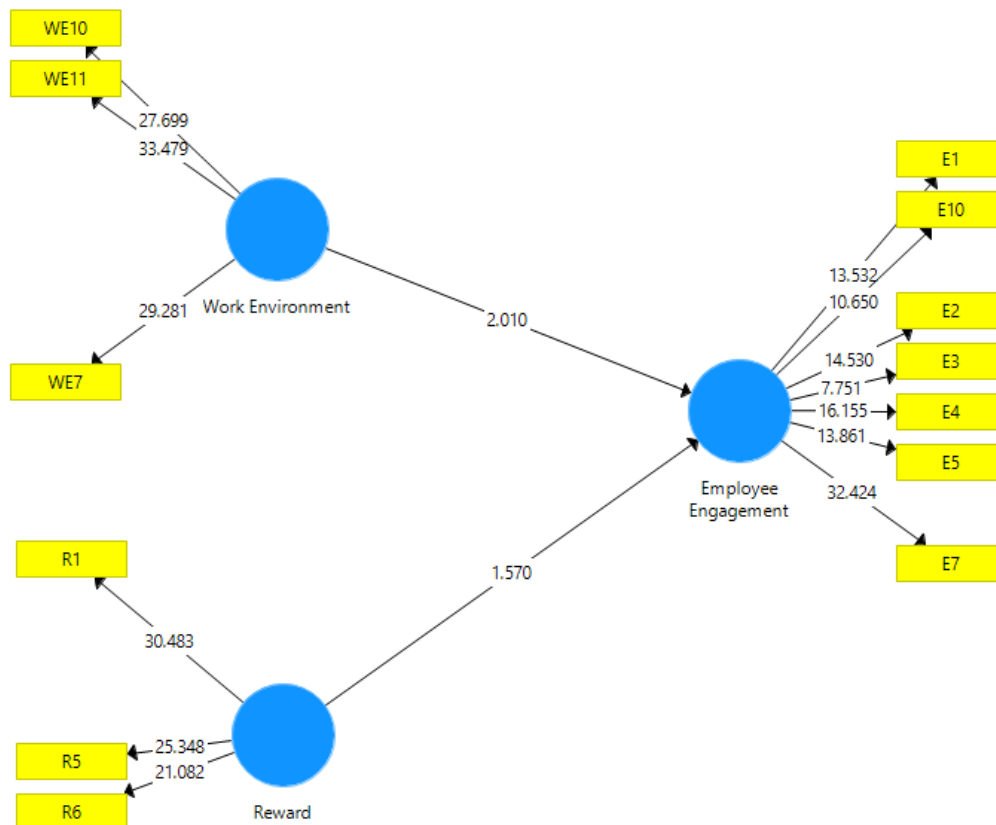 WE10
WE11
27.699
33.479
29.281
Work Environment
WE7
2.010
E1
E10
13.532
10.650
E2
14.530
E3
7.751
E4
16.155
E5
13.861
Employee
Engagement
32.424
E7
R1
1.570
30.483
R5
25.348
21.082
R6
Reward